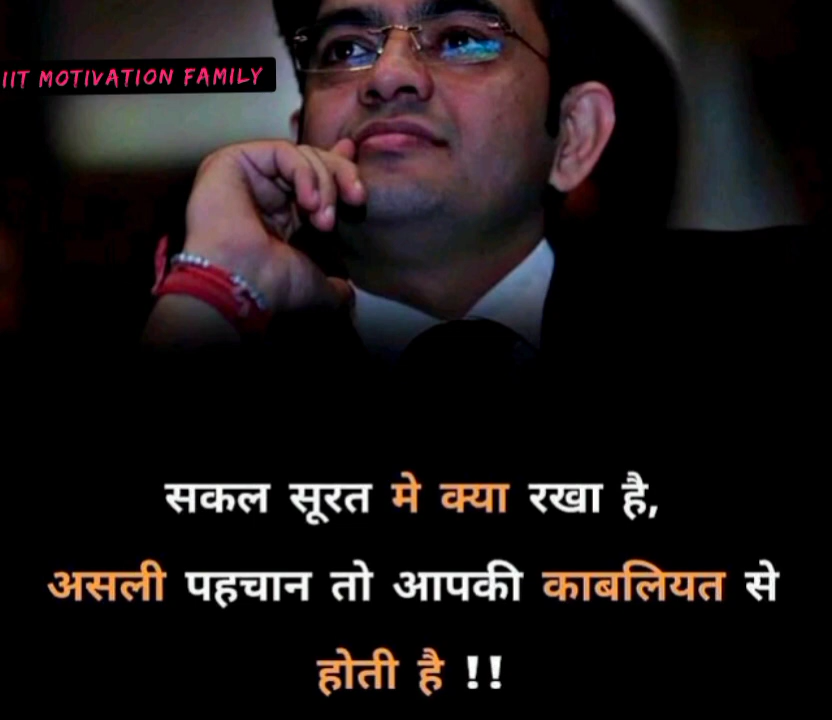 IIT MOTIVATION FAMILY
सकल सूरत मे क्या रखा है,
असली पहचान तो आपकी काबलियत से
होती है !!